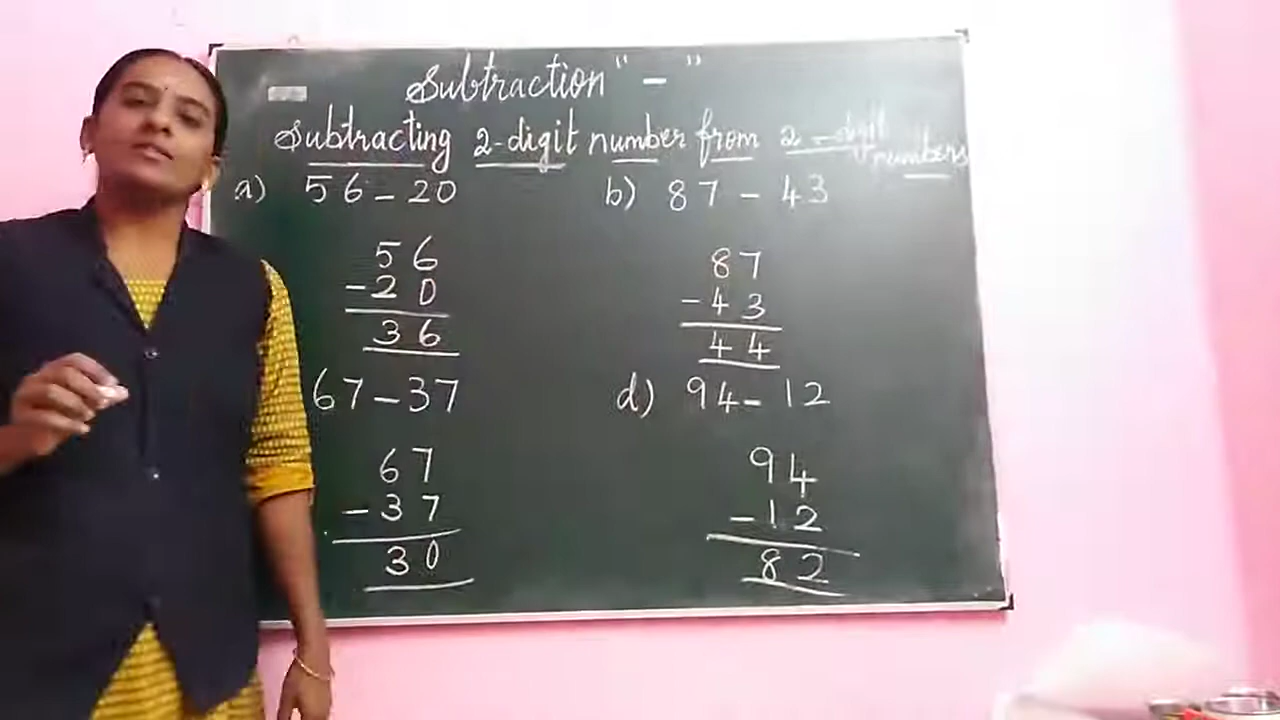 Subtraction "-"
Subtracting 2-digit number from 2-digit numbers
a) 56-20
b) 87-43
56
-20
36
87
-43
44
67-37
d) 94-12
67
-37
30
94
-12
82